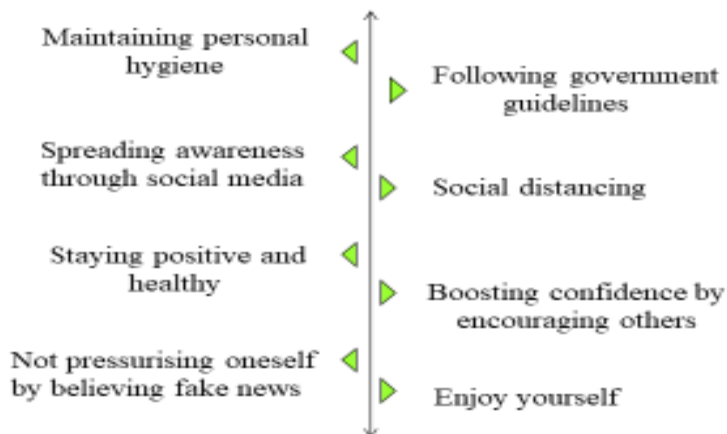 Maintaining personal
hygiene
Following government
guidelines
Spreading awareness
through social media
Social distancing
Staying positive and
healthy
Boosting confidence by
encouraging others
Not pressurising oneself
by believing fake news
Enjoy yourself